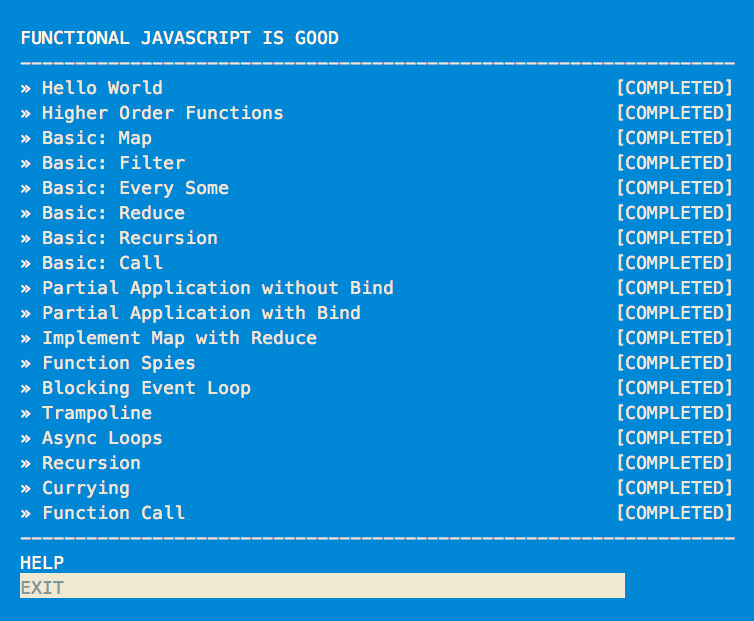 FUNCTIONAL JAVASCRIPT IS GOOD
» Hello World [COMPLETED]
» Higher Order Functions [COMPLETED]
» Basic: Map [COMPLETED]
» Basic: Filter [COMPLETED]
» Basic: Every Some [COMPLETED]
» Basic: Reduce [COMPLETED]
» Basic: Recursion [COMPLETED]
» Basic: Call [COMPLETED]
» Partial Application without Bind [COMPLETED]
» Partial Application with Bind [COMPLETED]
» Implement Map with Reduce [COMPLETED]
» Function Spies [COMPLETED]
» Blocking Event Loop [COMPLETED]
» Trampoline [COMPLETED]
» Async Loops [COMPLETED]
» Recursion [COMPLETED]
» Currying [COMPLETED]
» Function Call [COMPLETED]
HELP
EXIT